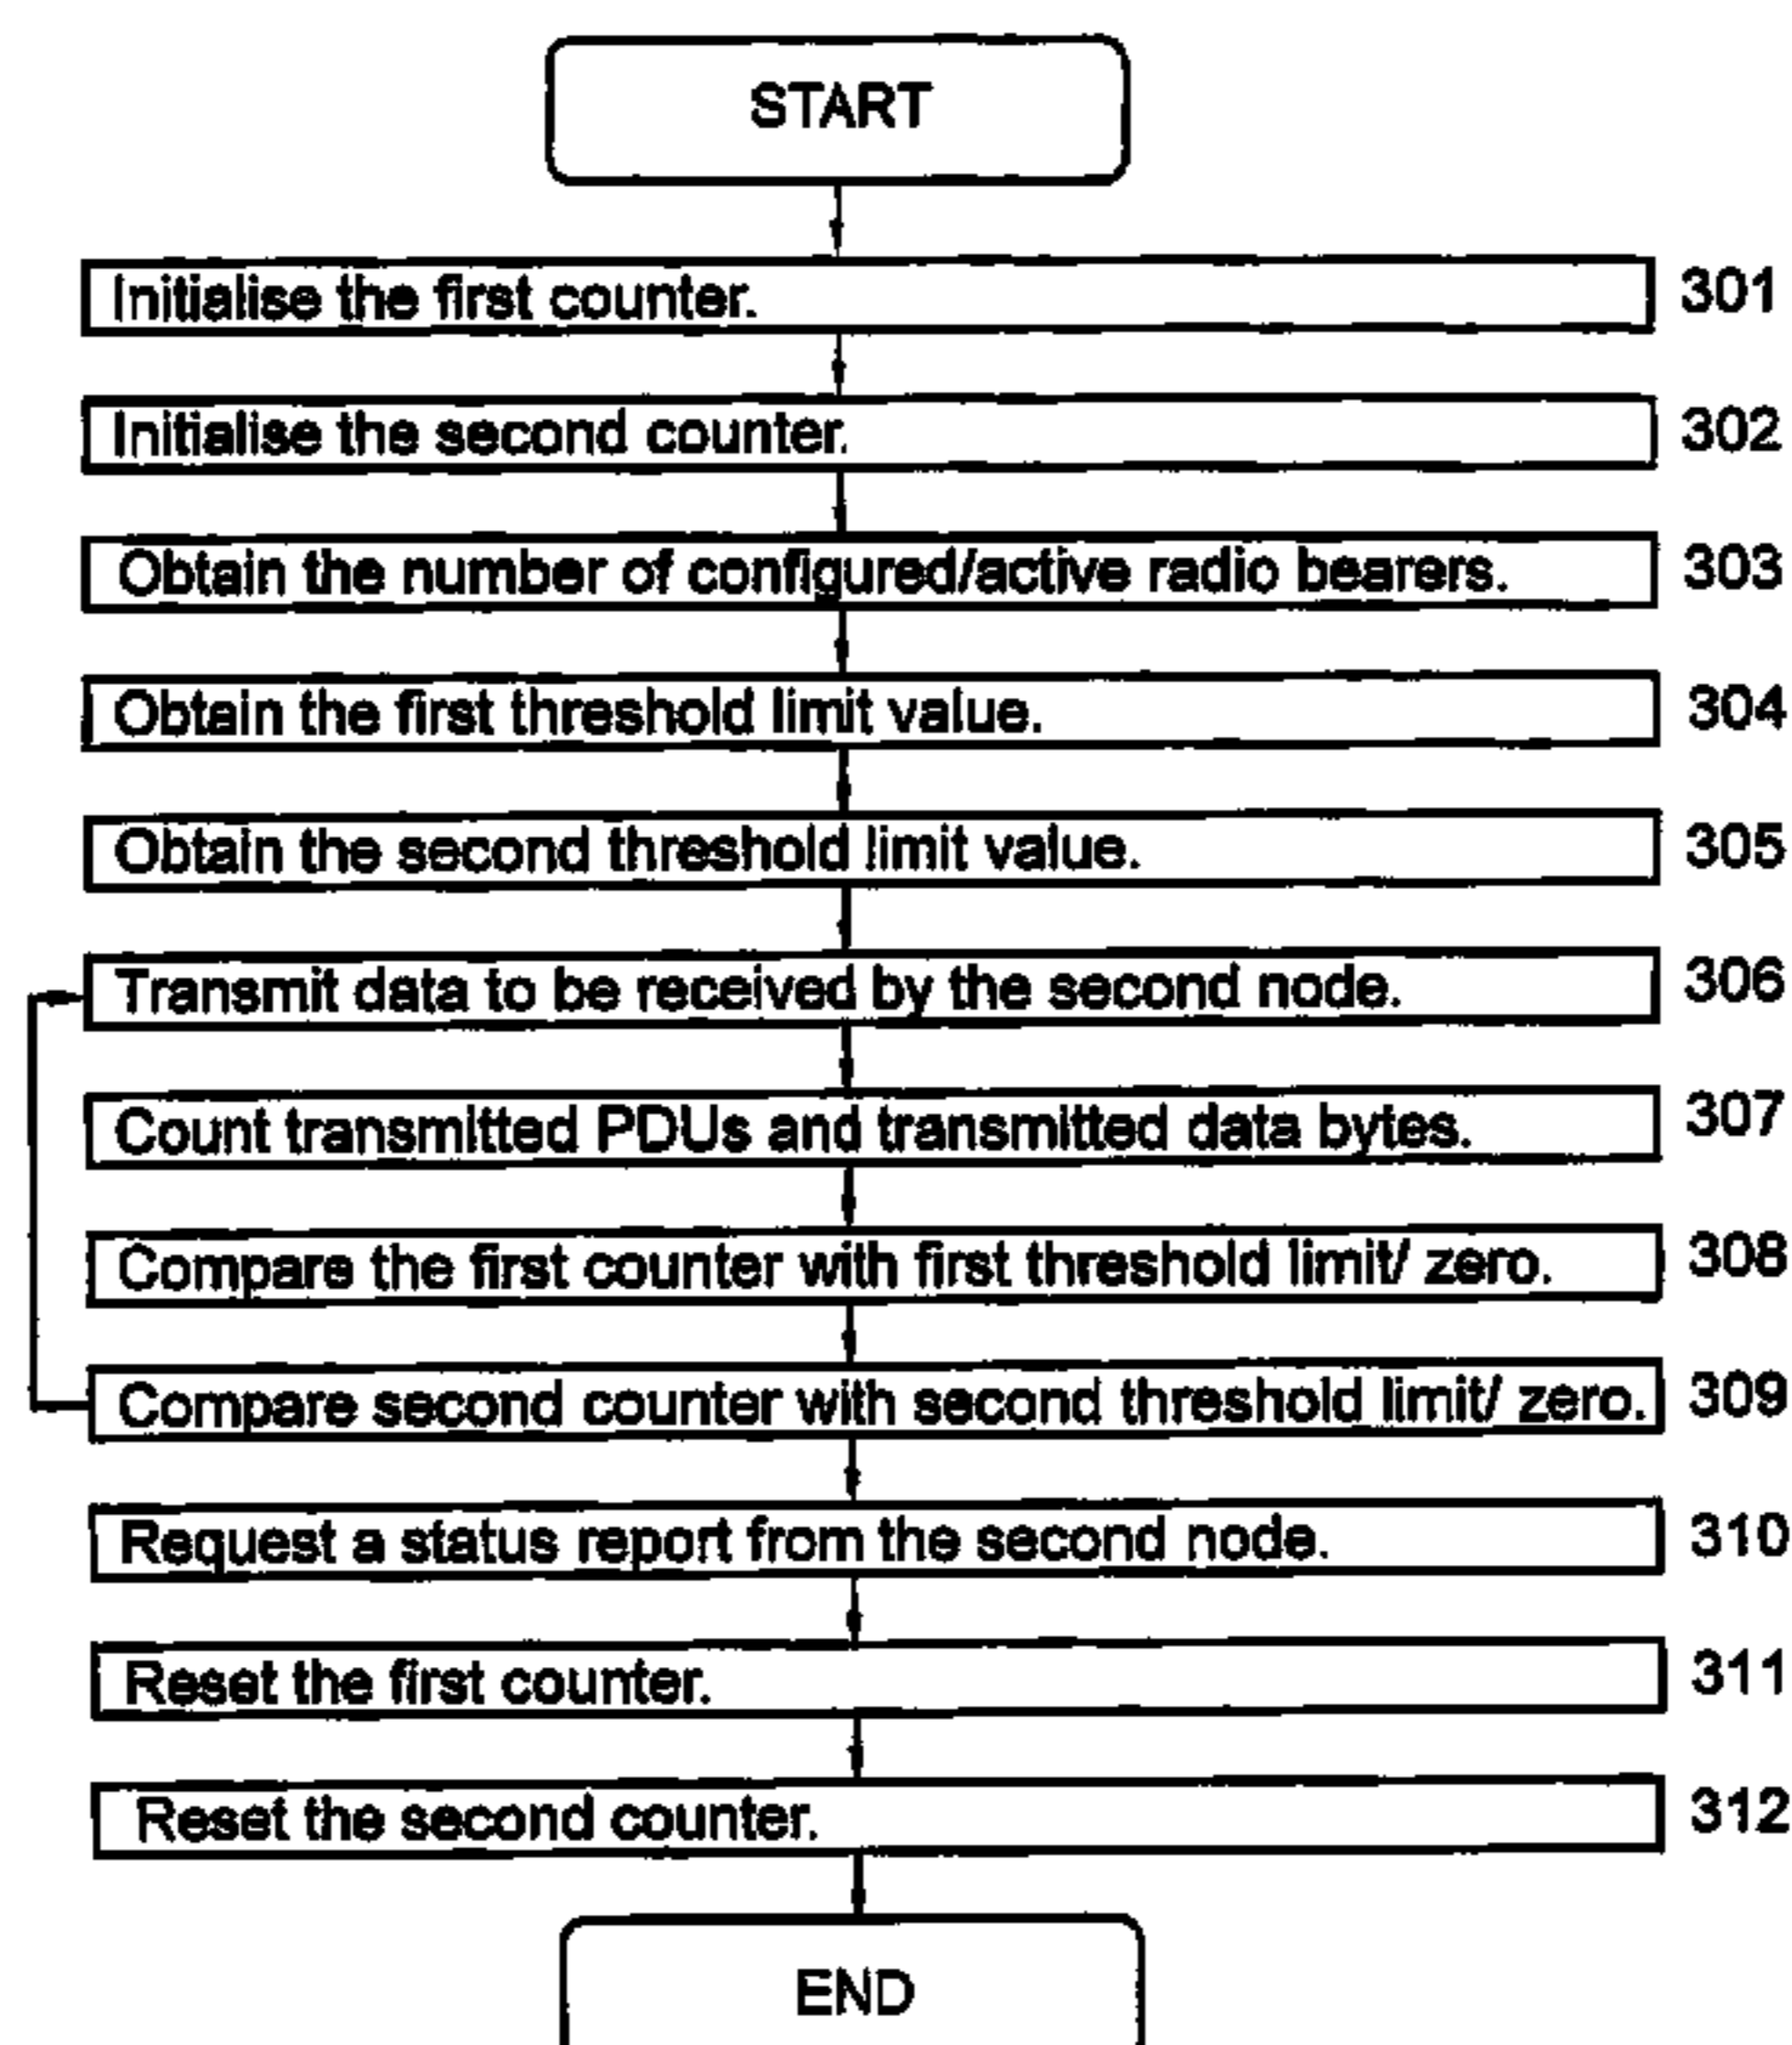 START
Initialise the first counter. 301
Initialise the second counter. 302
Obtain the number of configured/active radio bearers. 303
Obtain the first threshold limit value. 304
Obtain the second threshold limit value. 305
Transmit data to be received by the second node. 306
Count transmitted PDUs and transmitted data bytes. 307
Compare the first counter with first threshold limit/ zero. 308
Compare second counter with second threshold limit/ zero. 309
Request a status report from the second node. 310
Reset the first counter. 311
Reset the second counter. 312
END